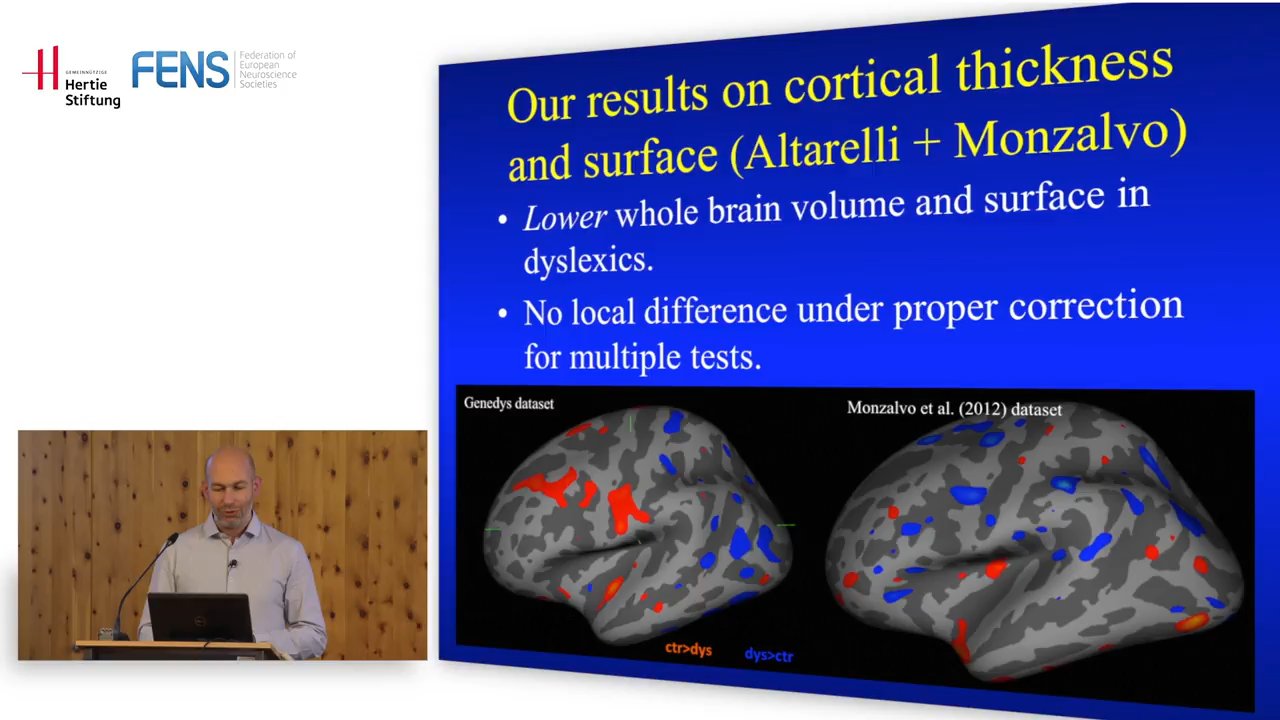 GEMEINNÜTZIGE
Hertie
Stiftung
FENS
Federation of
European
Neuroscience
Societies
Our results on cortical thickness
and surface (Altarelli + Monzalvo)
• Lower whole brain volume and surface in
dyslexics.
• No local difference under proper correction
for multiple tests.
Genedys dataset
Monzalvo et al. (2012) dataset
ctr>dys
dys>ctr